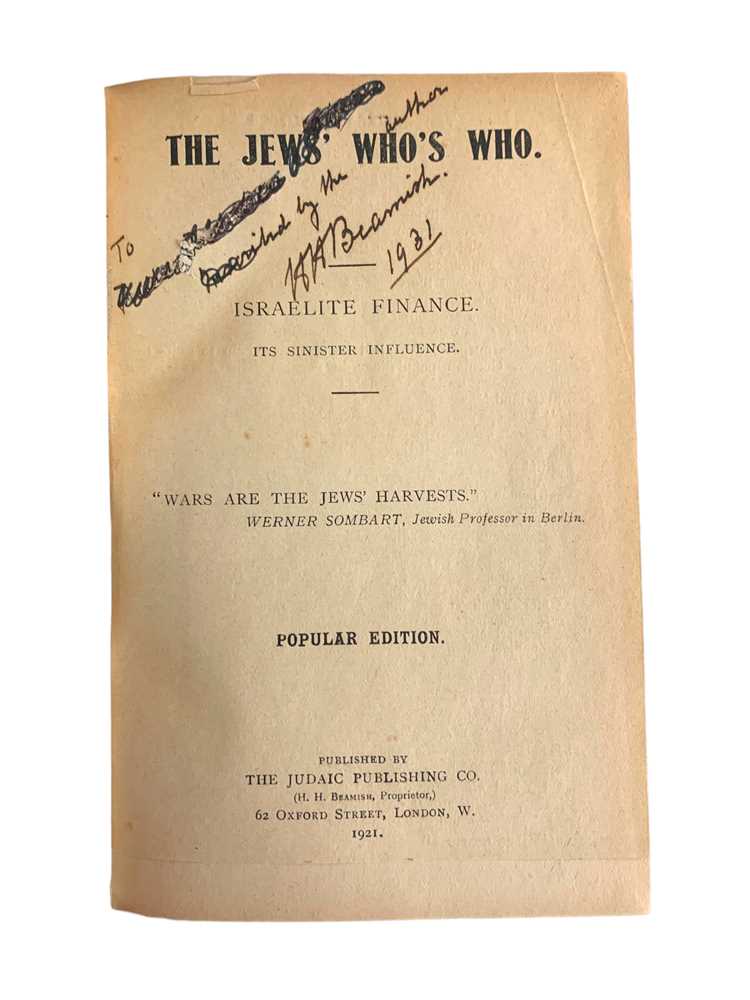 THE JEWS' WHO'S WHO.
To
by the author
HH Beamish.
1931
ISRAELITE FINANCE.
ITS SINISTER INFLUENCE.
"WARS ARE THE JEWS' HARVESTS."
WERNER SOMBART, Jewish Professor in Berlin.
POPULAR EDITION.
PUBLISHED BY
THE JUDAIC PUBLISHING CO.
(H. H. BEAMISH, Proprietor,)
62 OXFORD STREET, LONDON, W.
1921.